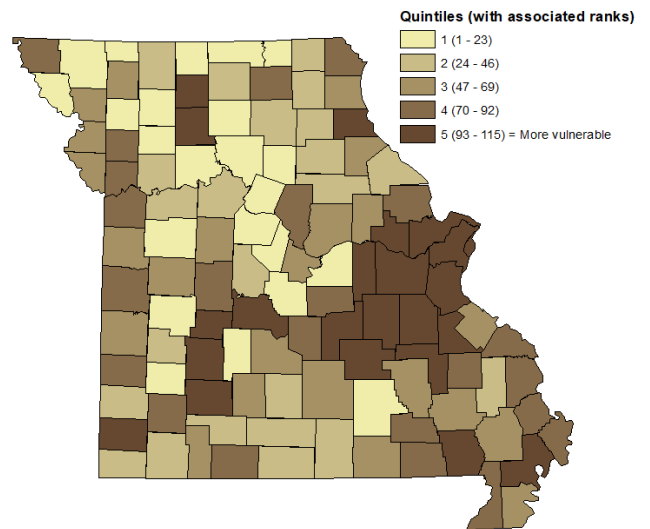 Quintiles (with associated ranks)
1 (1 - 23)
2 (24 - 46)
3 (47 - 69)
4 (70 - 92)
5 (93 - 115) = More vulnerable